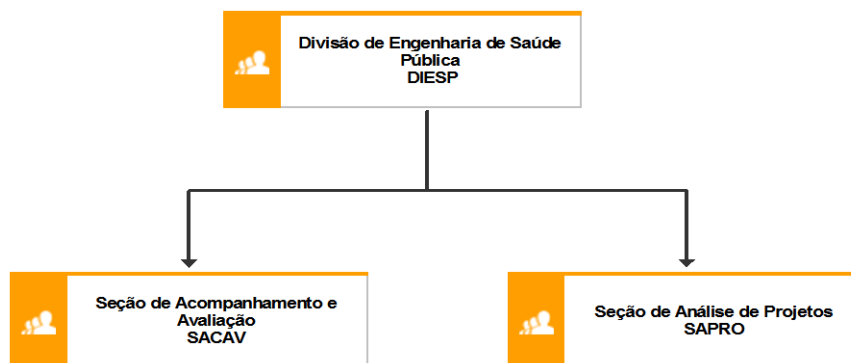 Divisão de Engenharia de Saúde
Pública
DIESP
Seção de Acompanhamento e
Avaliação
SACAV
Seção de Análise de Projetos
SAPRO